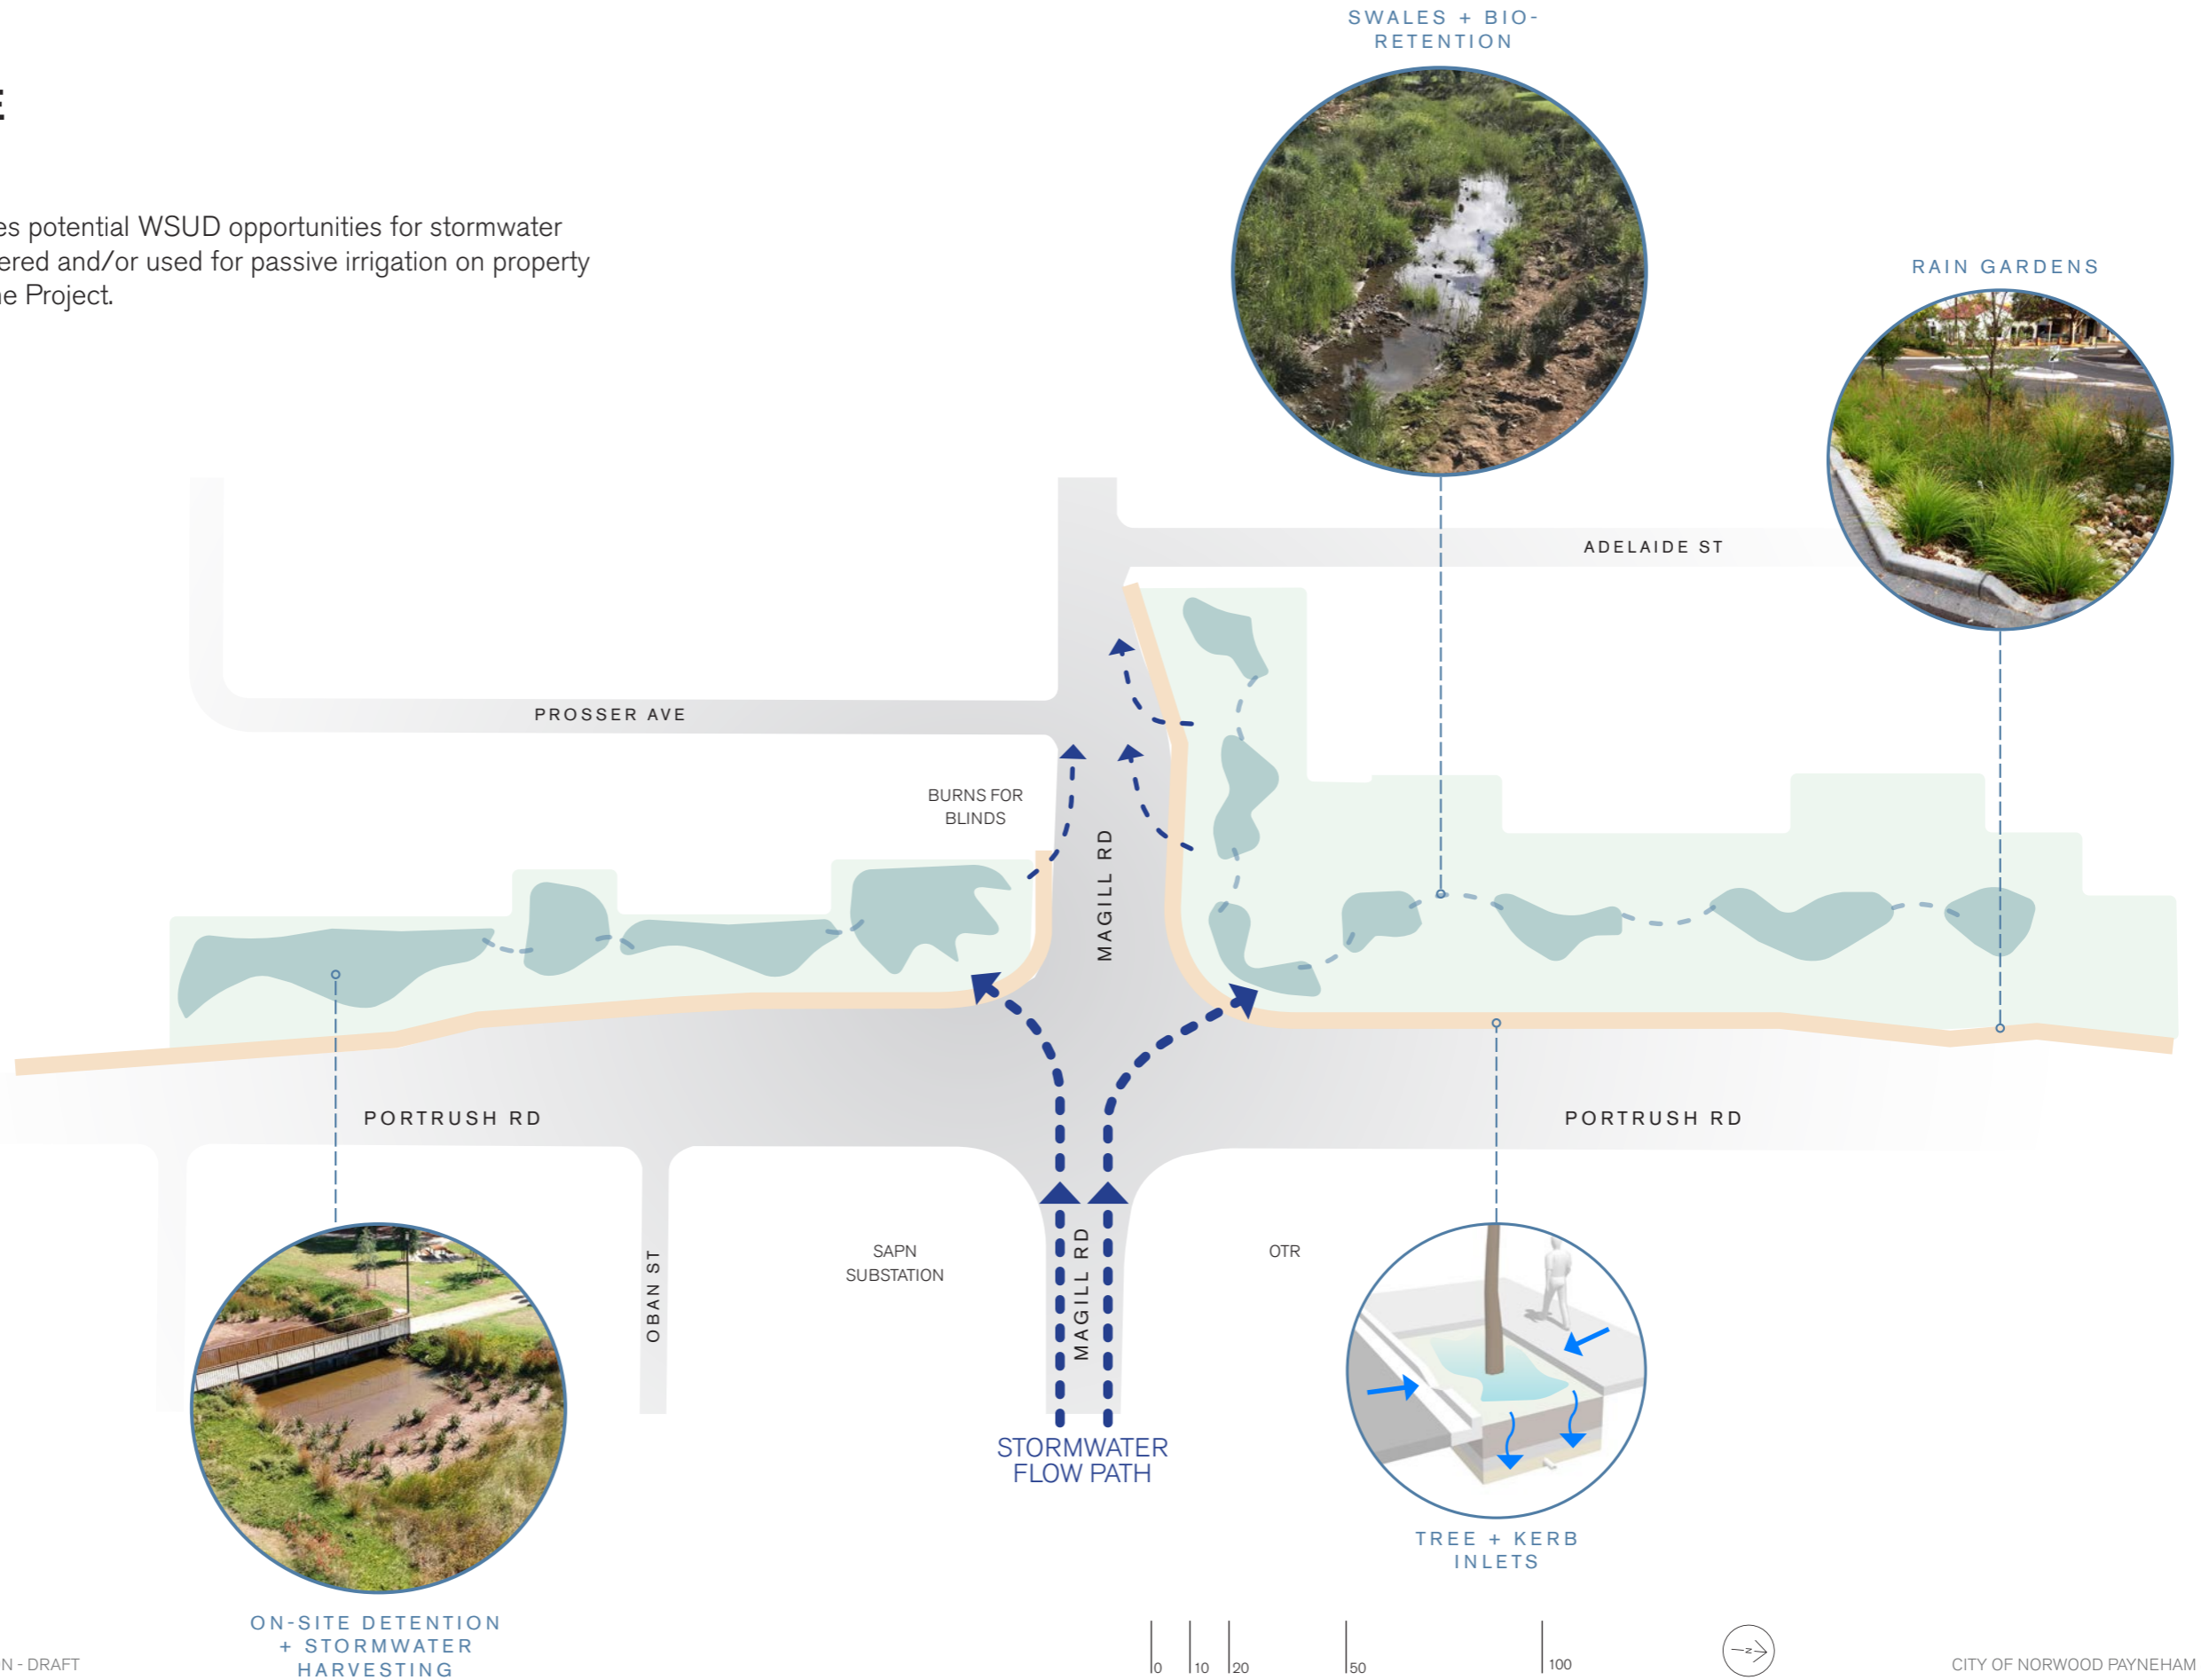 E
es potential WSUD opportunities for stormwater
ered and/or used for passive irrigation on property
ne Project.
SWALES + BIO-
RETENTION
RAIN GARDENS
ADELAIDE ST
PROSSER AVE
BURNS FOR
BLINDS
MAGILL RD
PORTRUSH RD
PORTRUSH RD
OBAN ST
SAPN
SUBSTATION
MAGILL RD
OTR
STORMWATER
FLOW PATH
TREE + KERB
INLETS
ON-SITE DETENTION
+ STORMWATER
HARVESTING
N - DRAFT
0 10 20 50 100
N
CITY OF NORWOOD PAYNEHAM